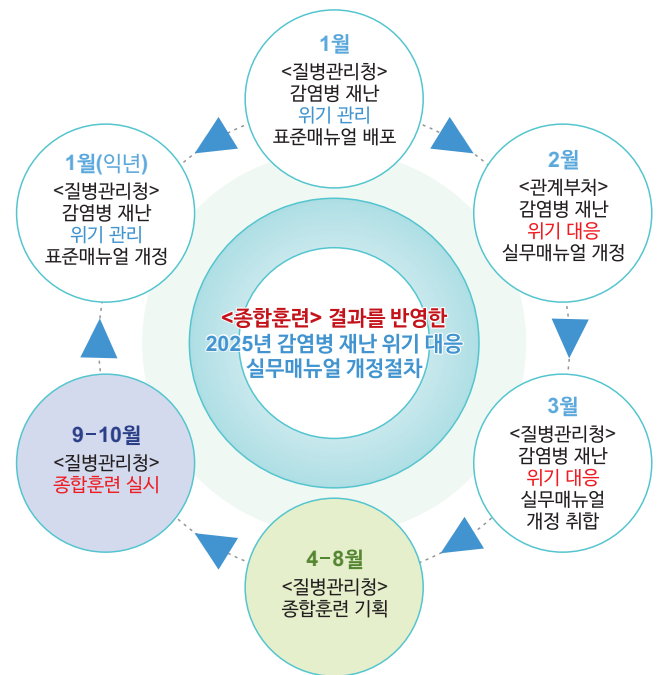 1월
<질병관리청>
감염병 재난
위기 관리
표준매뉴얼 배포
2월
<관계부처>
감염병 재난
위기 대응
실무매뉴얼 개정
3월
<질병관리청>
감염병 재난
위기 대응
실무매뉴얼
개정 취합
4-8월
<질병관리청>
종합훈련 기획
9-10월
<질병관리청>
종합훈련 실시
1월(익년)
<질병관리청>
감염병 재난
위기 관리
표준매뉴얼 개정
<종합훈련> 결과를 반영한
2025년 감염병 재난 위기 대응
실무매뉴얼 개정절차